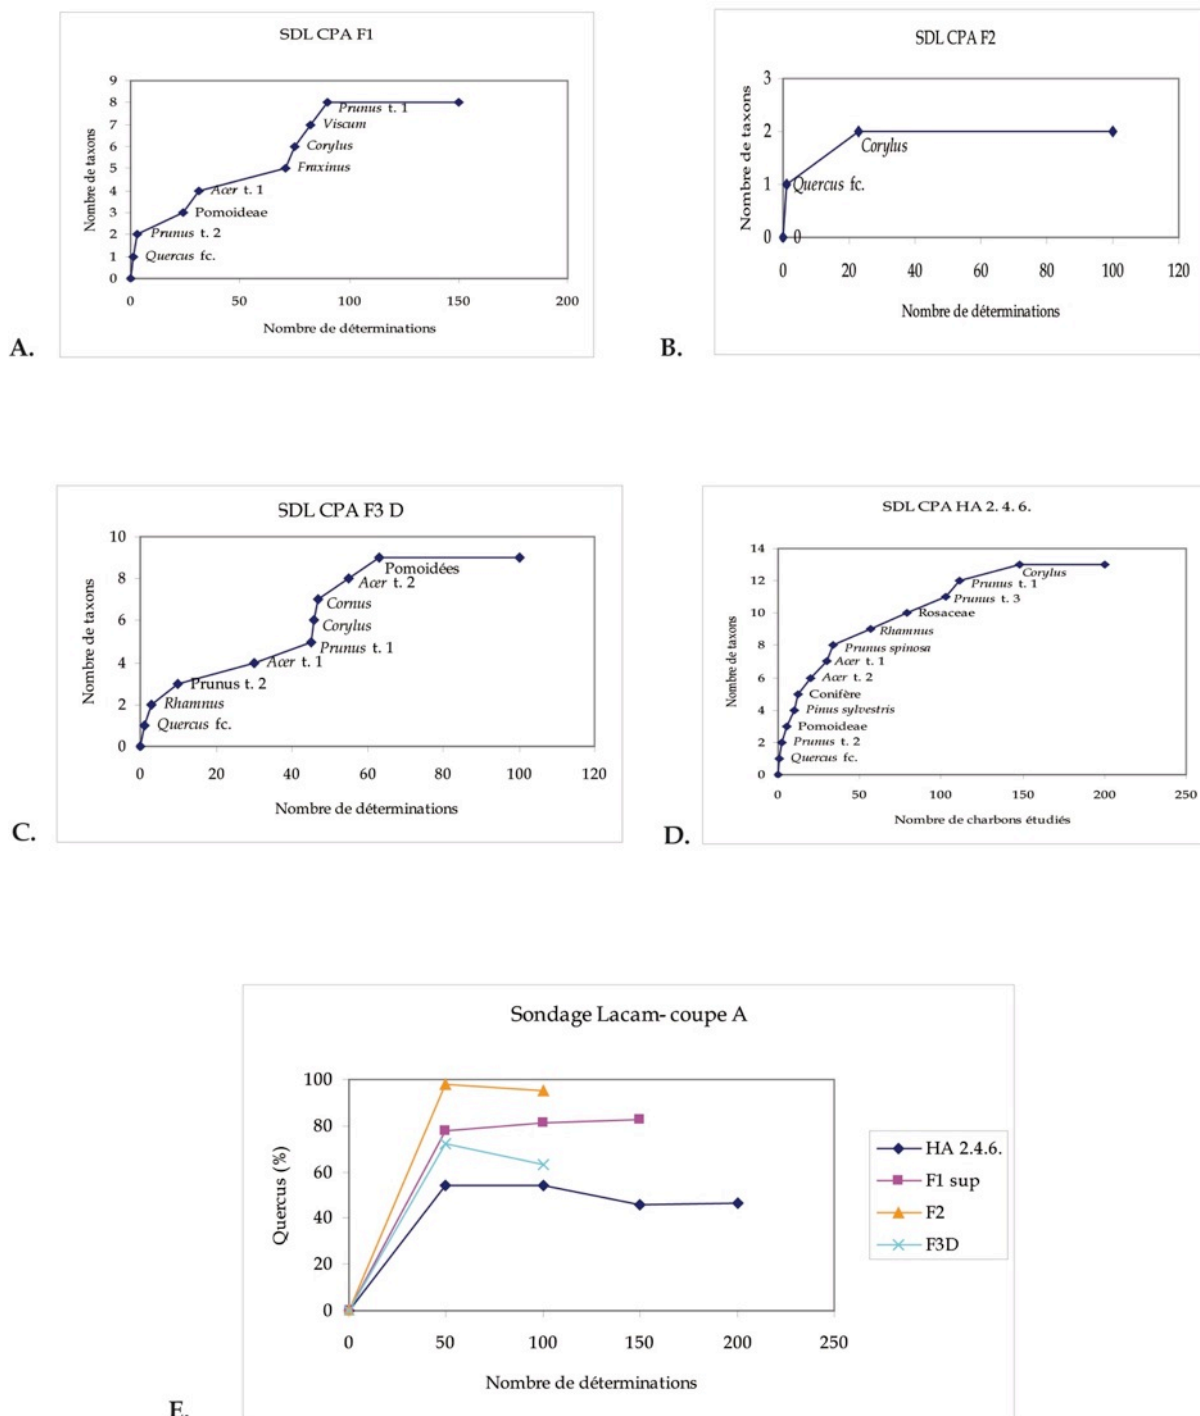 SDL CPA F1
Nombre de taxons
9
8
7
6
5
4
3
2
1
0
Prunus t. 1
Viscum
Corylus
Fraxinus
Acer t. 1
Pomoideae
Prunus t. 2
Quercus fc.
0 50 100 150 200
Nombre de déterminations
A.
SDL CPA F2
Nombre de taxons
3
2
1
0
Corylus
Quercus fc.
0
0 20 40 60 80 100 120
Nombre de déterminations
B.
SDL CPA F3 D
Nombre de taxons
10
8
6
4
2
0
Pomoidées
Acer t. 2
Cornus
Corylus
Prunus t. 1
Acer t. 1
Prunus t. 2
Rhamnus
Quercus fc.
0 20 40 60 80 100 120
Nombre de déterminations
C.
SDL CPA HA 2. 4. 6.
Nombre de taxons
14
12
10
8
6
4
2
0
Corylus
Prunus t. 1
Prunus t. 3
Rosaceae
Rhamnus
Prunus spinosa
Acer t. 1
Acer t. 2
Conifère
Pinus sylvestris
Pomoideae
Prunus t. 2
Quercus fc.
0 50 100 150 200 250
Nombre de charbons étudiés
D.
Sondage Lacam- coupe A
Quercus (%)
100
80
60
40
20
0
0 50 100 150 200 250
Nombre de déterminations
HA 2.4.6.
F1 sup
F2
F3D
E.